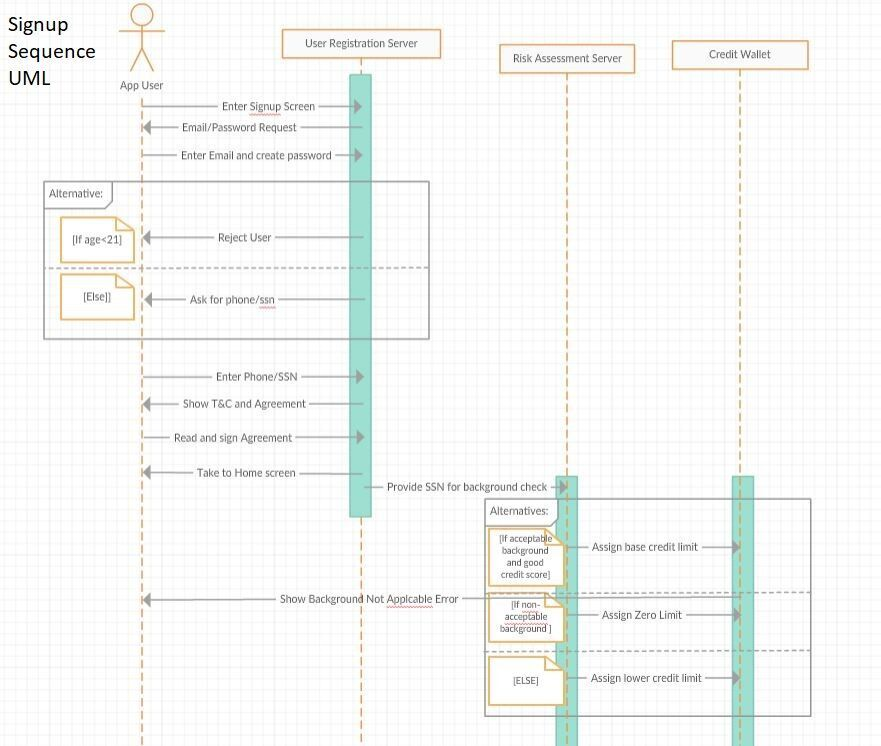 Signup
Sequence
UML
App User
User Registration Server
Risk Assessment Server
Credit Wallet
Enter Signup Screen
Email/Password Request
Enter Email and create password
Alternative:
[If age<21]
Reject User
[Else]]
Ask for phone/ssn
Enter Phone/SSN
Show T&C and Agreement
Read and sign Agreement
Take to Home screen
Provide SSN for background check
Alternatives:
[If acceptable
background
and good
credit score]
Assign base credit limit
Show Background Not Applcable Error
[If non-
acceptable
background ]
Assign Zero Limit
[ELSE]
Assign lower credit limit